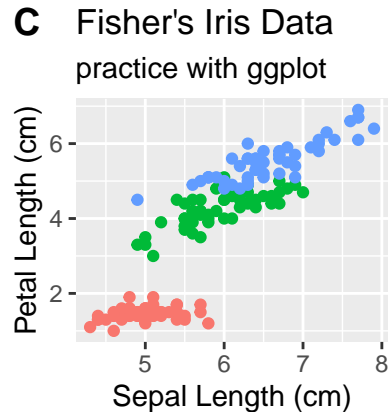 C Fisher's Iris Data
practice with ggplot
Petal Length (cm)
6
4
2
5 6 7 8
Sepal Length (cm)